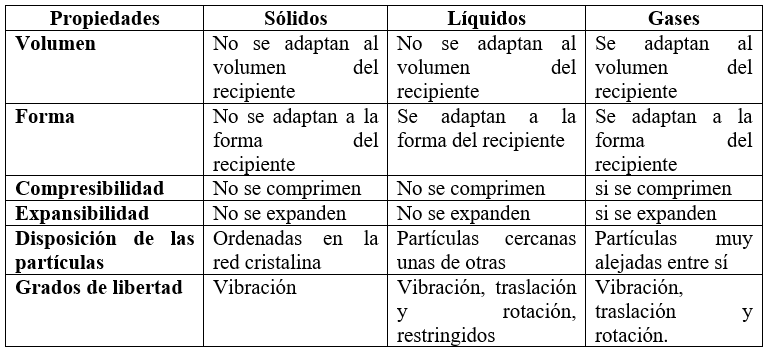 Propiedades Sólidos Líquidos Gases
Volumen No se adaptan al No se adaptan al Se adaptan al
volumen del volumen del volumen del
recipiente recipiente recipiente
Forma No se adaptan a la Se adaptan a la Se adaptan a la
forma del forma del recipiente forma del
recipiente recipiente
Compresibilidad No se comprimen No se comprimen si se comprimen
Expansibilidad No se expanden No se expanden si se expanden
Disposición de las Ordenadas en la Partículas cercanas Partículas muy
partículas red cristalina unas de otras alejadas entre sí
Grados de libertad Vibración Vibración, traslación Vibración,
y rotación, traslación y
restringidos rotación.